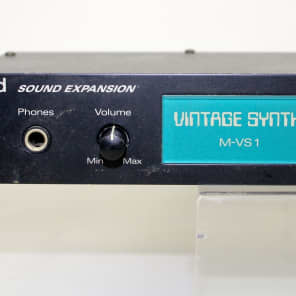 d SOUND EXPANSION
Phones Volume
VINTAGE SYNTH
Min Max
M-VS1